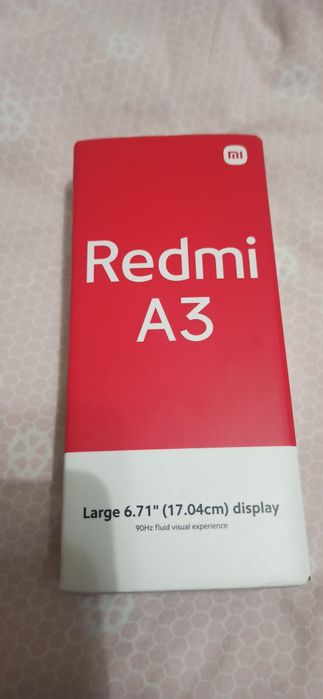 mi
Redmi
A3
Large 6.71" (17.04cm) display
90Hz fluid visual experience